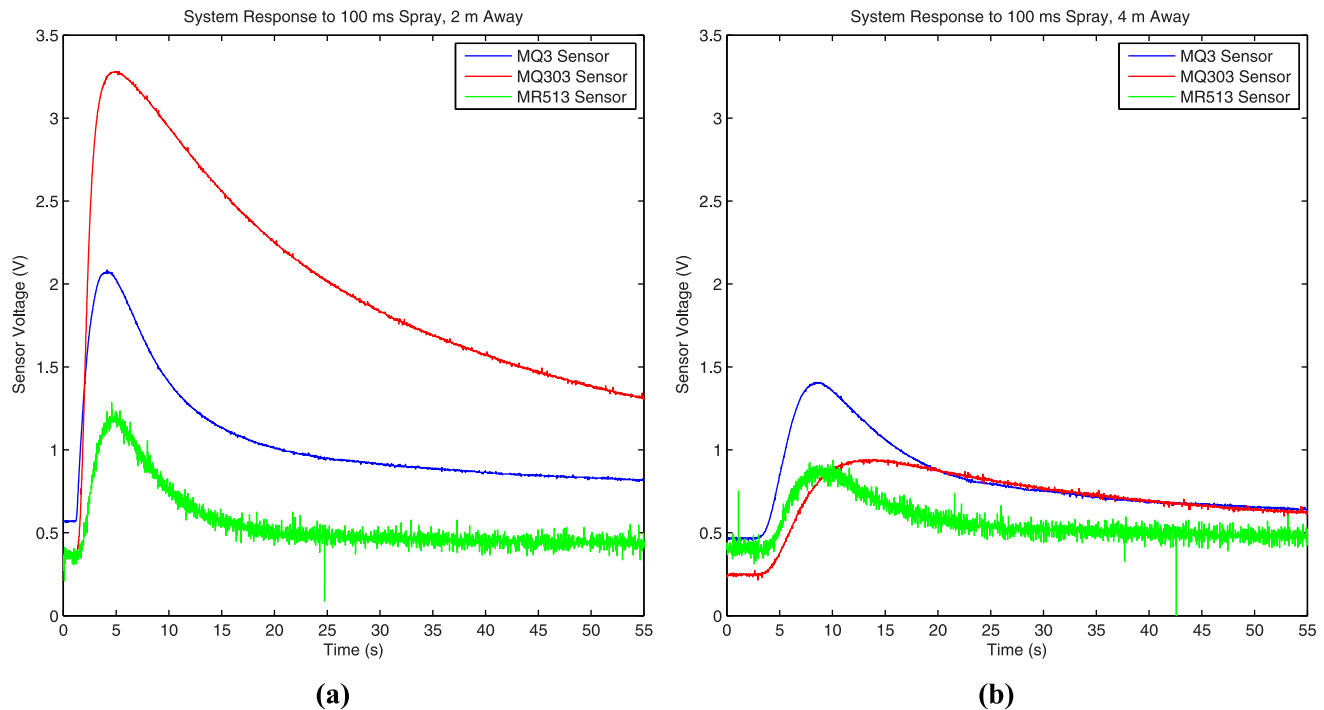 System Response to 100 ms Spray, 2 m Away
3.5
3
2.5
2
1.5
1
0.5
0
Sensor Voltage (V)
MQ3 Sensor
MQ303 Sensor
MR513 Sensor
0 5 10 15 20 25 30 35 40 45 50 55
Time (s)
(a)
System Response to 100 ms Spray, 4 m Away
3.5
3
2.5
2
1.5
1
0.5
0
Sensor Voltage (V)
MQ3 Sensor
MQ303 Sensor
MR513 Sensor
0 5 10 15 20 25 30 35 40 45 50 55
Time (s)
(b)